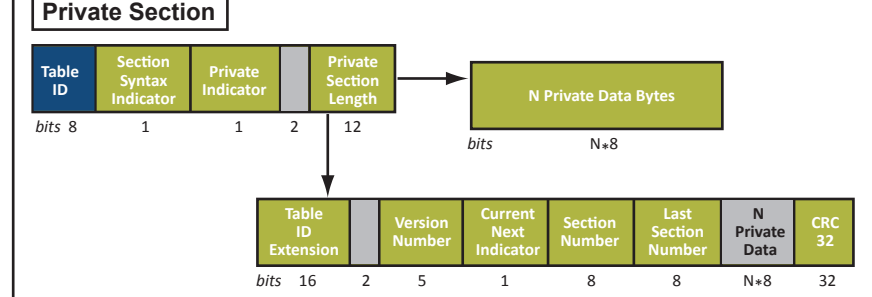 Private Section
Table
ID
Section
Syntax
Indicator
Private
Indicator
Private
Section
Length
bits 8 1 1 2 12
N Private Data Bytes
bits N*8
Table
ID
Extension
Version
Number
Current
Next
Indicator
Section
Number
Last
Section
Number
N
Private
Data
CRC
32
bits 16 2 5 1 8 8 N*8 32